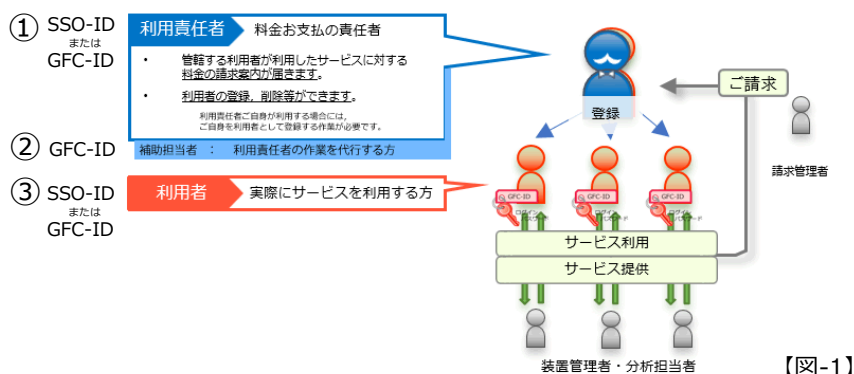 ① SSO-ID
または
GFC-ID
利用責任者
料金お支払の責任者
・ 管轄する利用者が利用したサービスに対する
料金の請求案内が届きます。
・ 利用者の登録，削除等ができます。
利用責任者ご自身が利用する場合には，
ご自身を利用者として登録する作業が必要です。
② GFC-ID
補助担当者 ： 利用責任者の作業を代行する方
③ SSO-ID
または
GFC-ID
利用者
実際にサービスを利用する方
登録
ご請求
請求管理者
GFC-ID
GFC-ID
GFC-ID
サービス利用
サービス提供
装置管理者・分析担当者
【図-1】